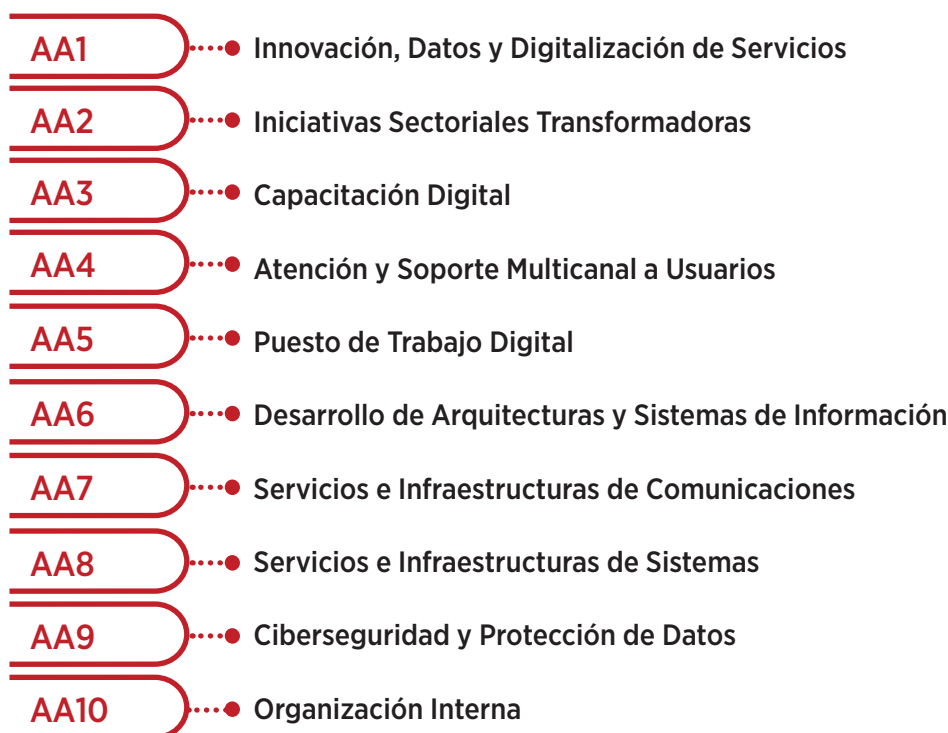 AA1 Innovación, Datos y Digitalización de Servicios
AA2 Iniciativas Sectoriales Transformadoras
AA3 Capacitación Digital
AA4 Atención y Soporte Multicanal a Usuarios
AA5 Puesto de Trabajo Digital
AA6 Desarrollo de Arquitecturas y Sistemas de Información
AA7 Servicios e Infraestructuras de Comunicaciones
AA8 Servicios e Infraestructuras de Sistemas
AA9 Ciberseguridad y Protección de Datos
AA10 Organización Interna